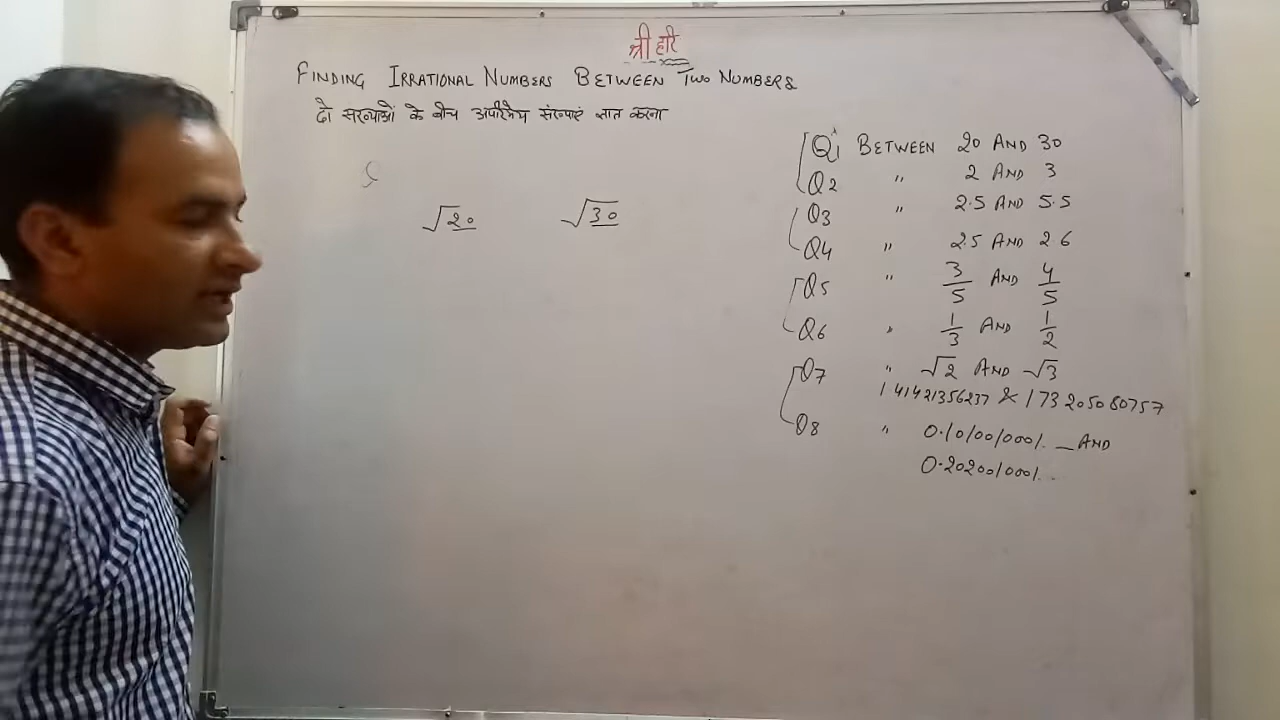 श्री हरि
FINDING IRRATIONAL NUMBERS BETWEEN TWO NUMBERS
दो संख्याओं के बीच अपरिमेय संख्याएं ज्ञात करना
√20 √30
Q1 BETWEEN 20 AND 30
Q2 " 2 AND 3
Q3 " 2.5 AND 5.5
Q4 " 2.5 AND 2.6
Q5 " 3/5 AND 4/5
Q6 " 1/3 AND 1/2
Q7 " √2 AND √3
1.41421356237 & 1.73205080757
Q8 " 0.1010010001... AND
0.2020010001...